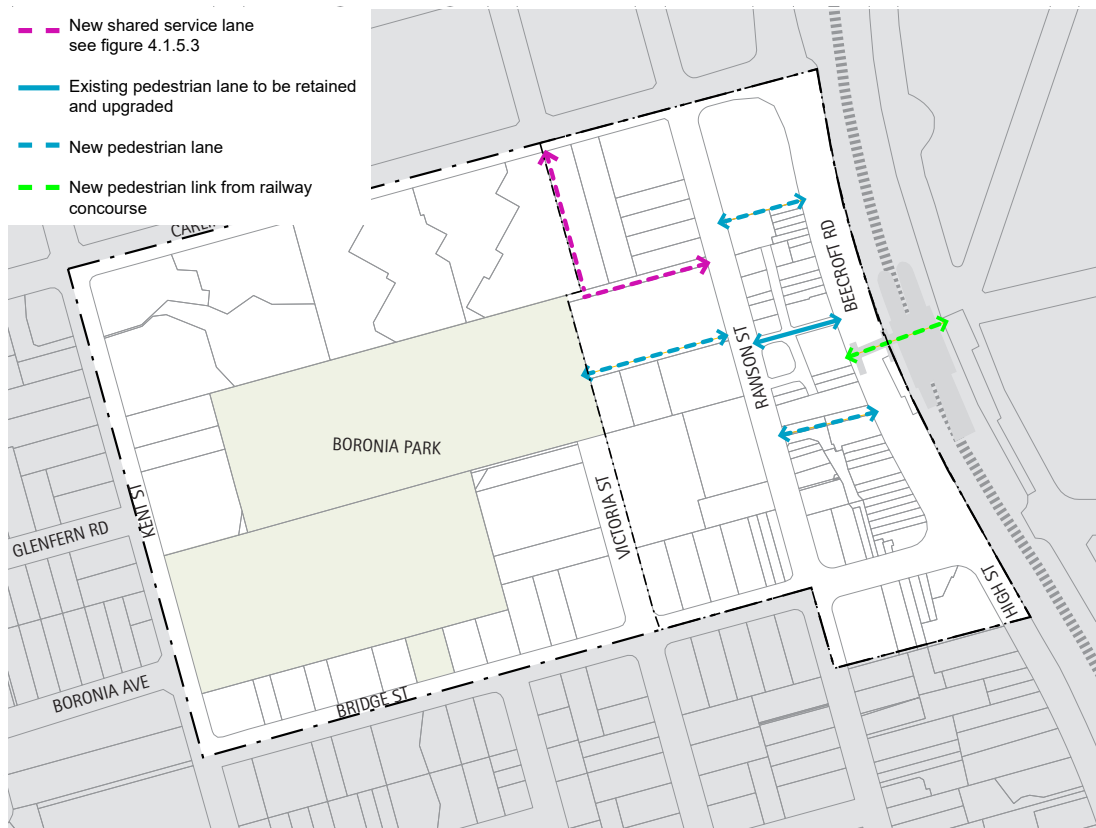 New shared service lane
see figure 4.1.5.3
Existing pedestrian lane to be retained
and upgraded
New pedestrian lane
New pedestrian link from railway
concourse
BEECROFT RD
RAWSON ST
BORONIA PARK
KENT ST
GLENFERN RD
VICTORIA ST
HIGH ST
BORONIA AVE
BRIDGE ST